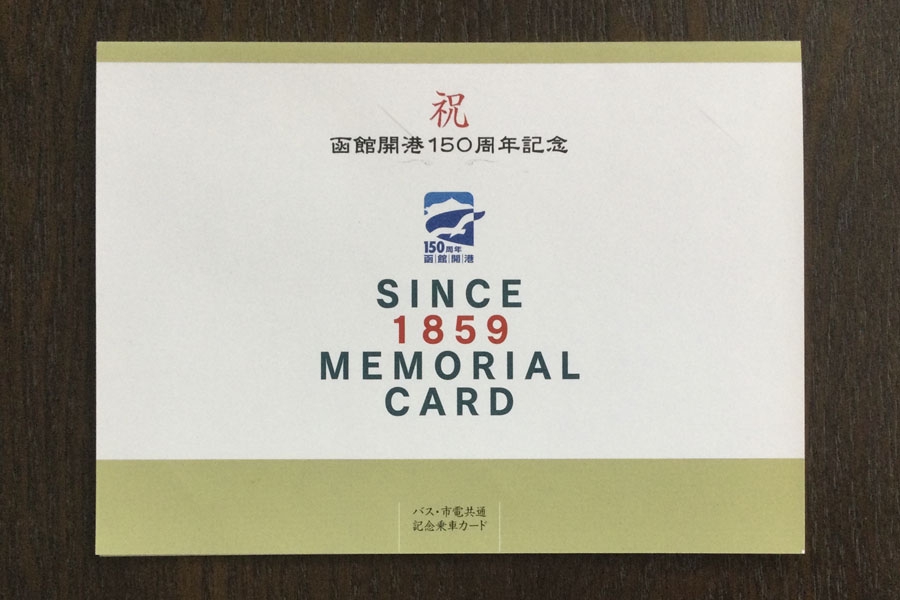 祝
函館開港150周年記念
150周年
函館開港
SINCE
1859
MEMORIAL
CARD
バス・市電共通
記念乗車カード